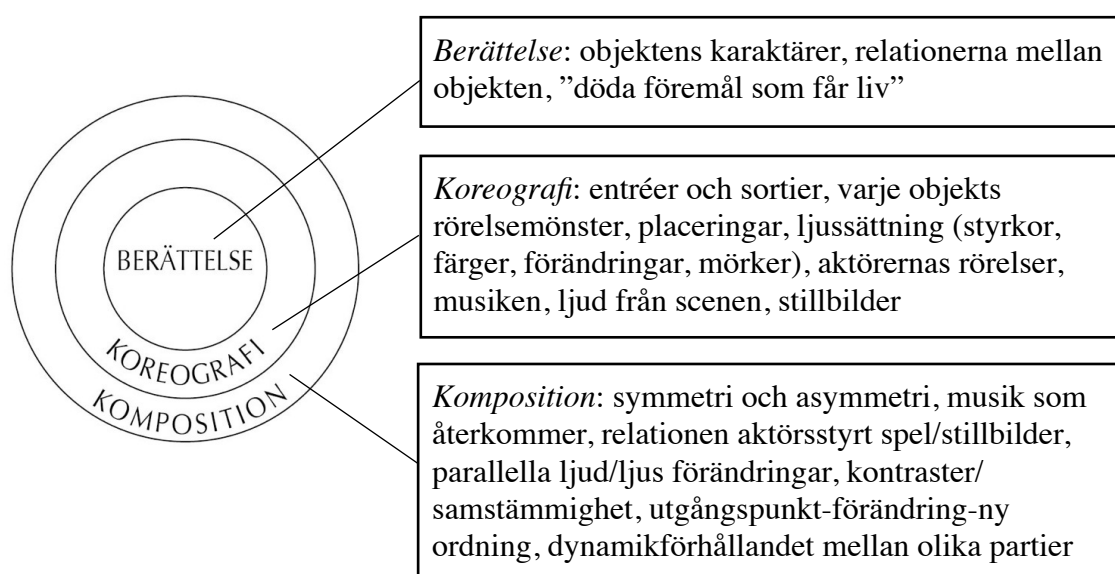 Berättelse: objektens karaktärer, relationerna mellan
objekten, ”döda föremål som får liv”
BERÄTTELSE
KOREOGRAFI
KOMPOSITION
Koreografi: entréer och sortier, varje objekts
rörelsemönster, placeringar, ljussättning (styrkor,
färger, förändringar, mörker), aktörernas rörelser,
musiken, ljud från scenen, stillbilder
Komposition: symmetri och asymmetri, musik som
återkommer, relationen aktörsstyrt spel/stillbilder,
parallella ljud/ljus förändringar, kontraster/
samstämmighet, utgångspunkt-förändring-ny
ordning, dynamikförhållandet mellan olika partier